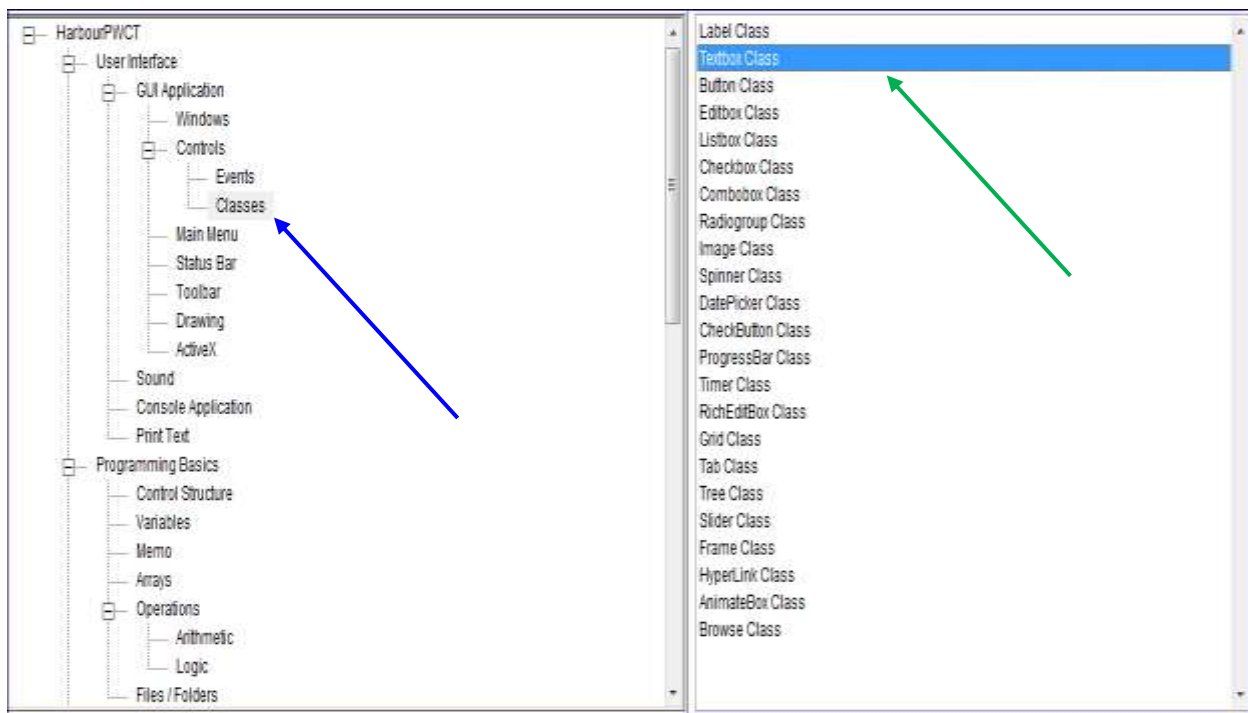 HarbourPWCT
User Interface
GUI Application
Windows
Controls
Events
Classes
Main Menu
Status Bar
Toolbar
Drawing
ActiveX
Sound
Console Application
Print Text
Programming Basics
Control Structure
Variables
Memo
Arrays
Operations
Arithmetic
Logic
Files / Folders
Label Class
Textbox Class
Button Class
Editbox Class
Listbox Class
Checkbox Class
Combobox Class
Radiogroup Class
Image Class
Spinner Class
DatePicker Class
CheckButton Class
ProgressBar Class
Timer Class
RichEditBox Class
Grid Class
Tab Class
Tree Class
Slider Class
Frame Class
HyperLink Class
AnimateBox Class
Browse Class